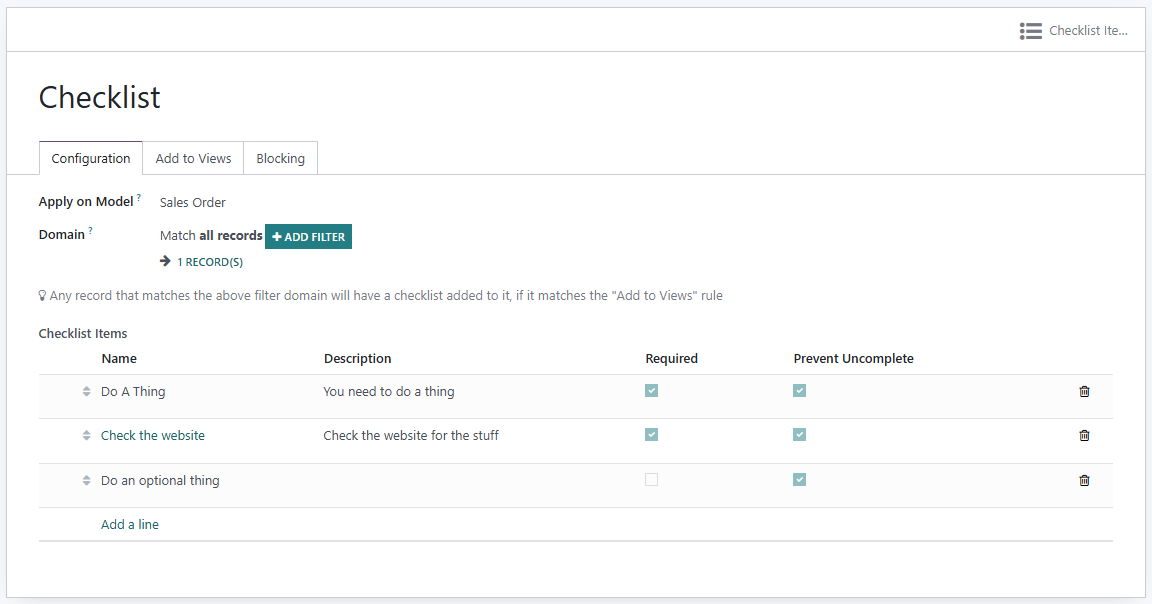 Checklist Ite...
Checklist
Configuration Add to Views Blocking
Apply on Model ? Sales Order
Domain ? Match all records + ADD FILTER
1 RECORD(S)
Any record that matches the above filter domain will have a checklist added to it, if it matches the "Add to Views" rule
Checklist Items
Name Description Required Prevent Uncomplete
Do A Thing You need to do a thing
Check the website Check the website for the stuff
Do an optional thing
Add a line